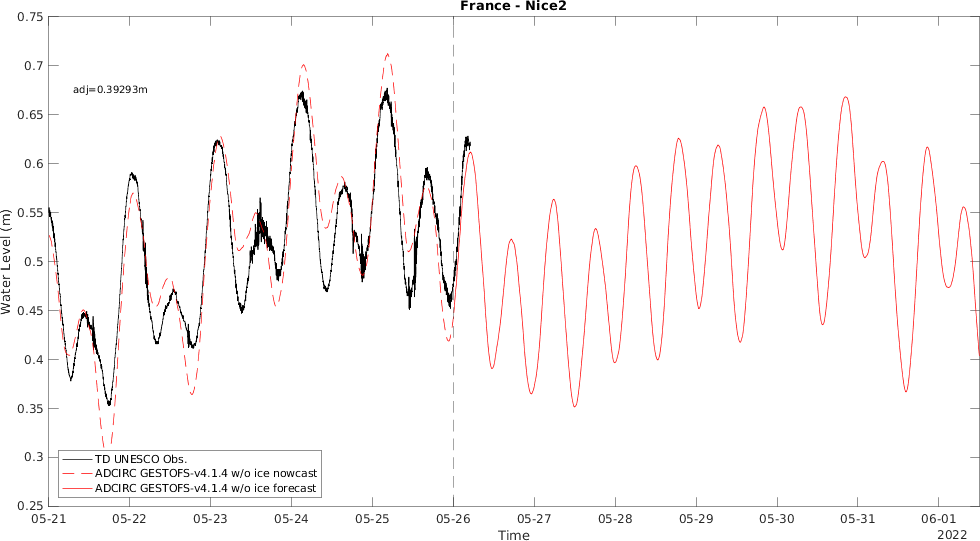 France - Nice2
0.75
0.7
0.65
0.6
0.55
0.5
0.45
0.4
0.35
0.3
0.25
Water Level (m)
adj=0.39293m
TD UNESCO Obs.
ADCIRC GESTOFS-v4.1.4 w/o ice nowcast
ADCIRC GESTOFS-v4.1.4 w/o ice forecast
05-21 05-22 05-23 05-24 05-25 05-26 05-27 05-28 05-29 05-30 05-31 06-01
Time
2022